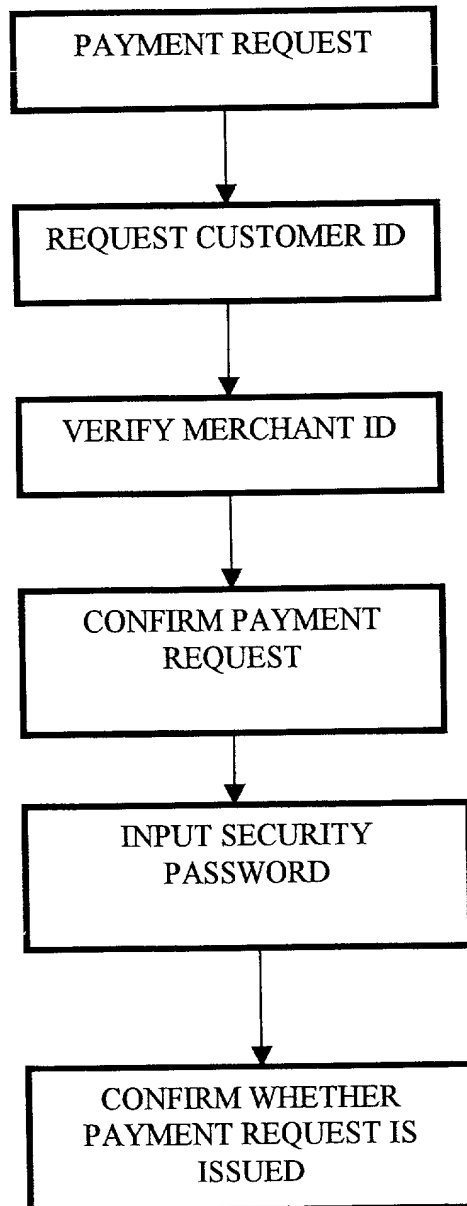 PAYMENT REQUEST
REQUEST CUSTOMER ID
VERIFY MERCHANT ID
CONFIRM PAYMENT
REQUEST
INPUT SECURITY
PASSWORD
CONFIRM WHETHER
PAYMENT REQUEST IS
ISSUED